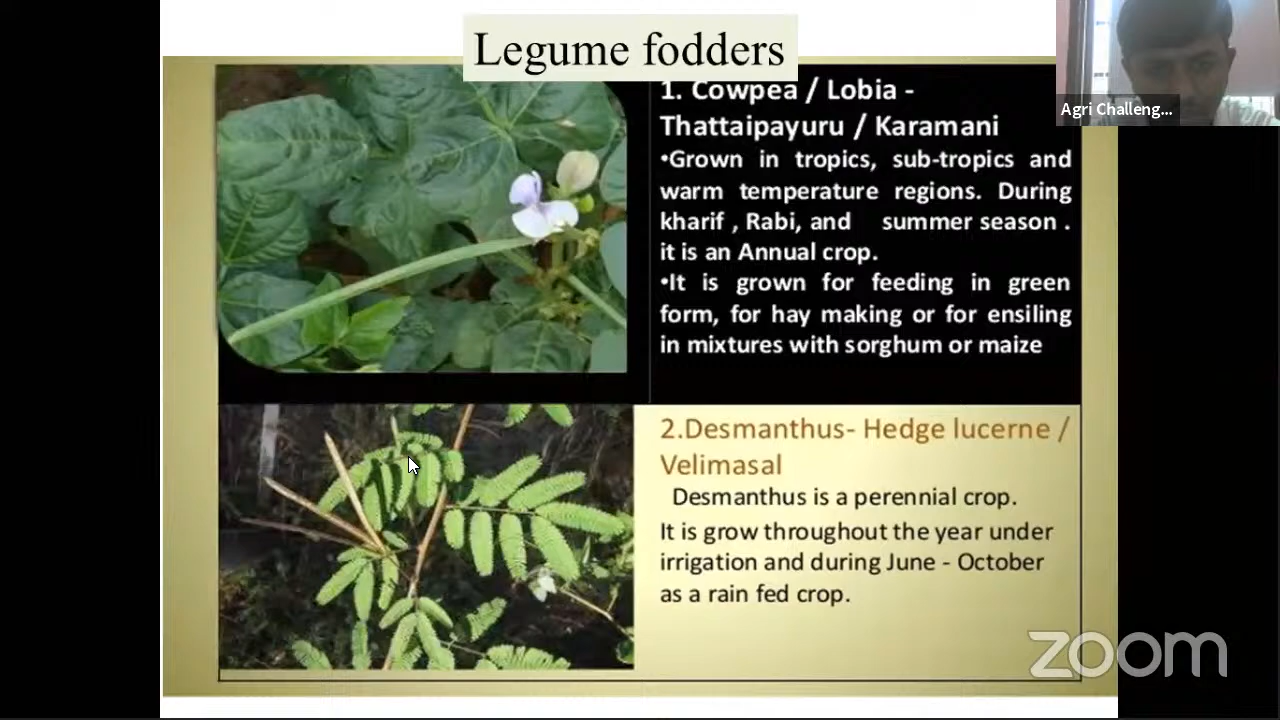 Legume fodders
Agri Challeng...
1. Cowpea / Lobia -
Thattaipayuru / Karamani
•Grown in tropics, sub-tropics and
warm temperature regions. During
kharif , Rabi, and summer season .
it is an Annual crop.
•It is grown for feeding in green
form, for hay making or for ensiling
in mixtures with sorghum or maize
2.Desmanthus- Hedge lucerne /
Velimasal
Desmanthus is a perennial crop.
It is grow throughout the year under
irrigation and during June - October
as a rain fed crop.
zoom